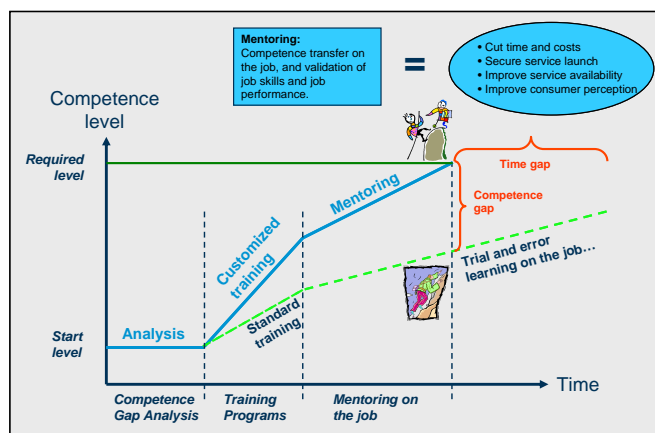 Mentoring:
Competence transfer on
the job, and validation of
job skills and job
performance.
=
• Cut time and costs
• Secure service launch
• Improve service availability
• Improve consumer perception
Competence
level
Required
level
Time gap
Competence
gap
Mentoring
Customized
training
Trial and error
learning on the job…
Standard
training
Analysis
Start
level
Time
Competence
Gap Analysis
Training
Programs
Mentoring on
the job